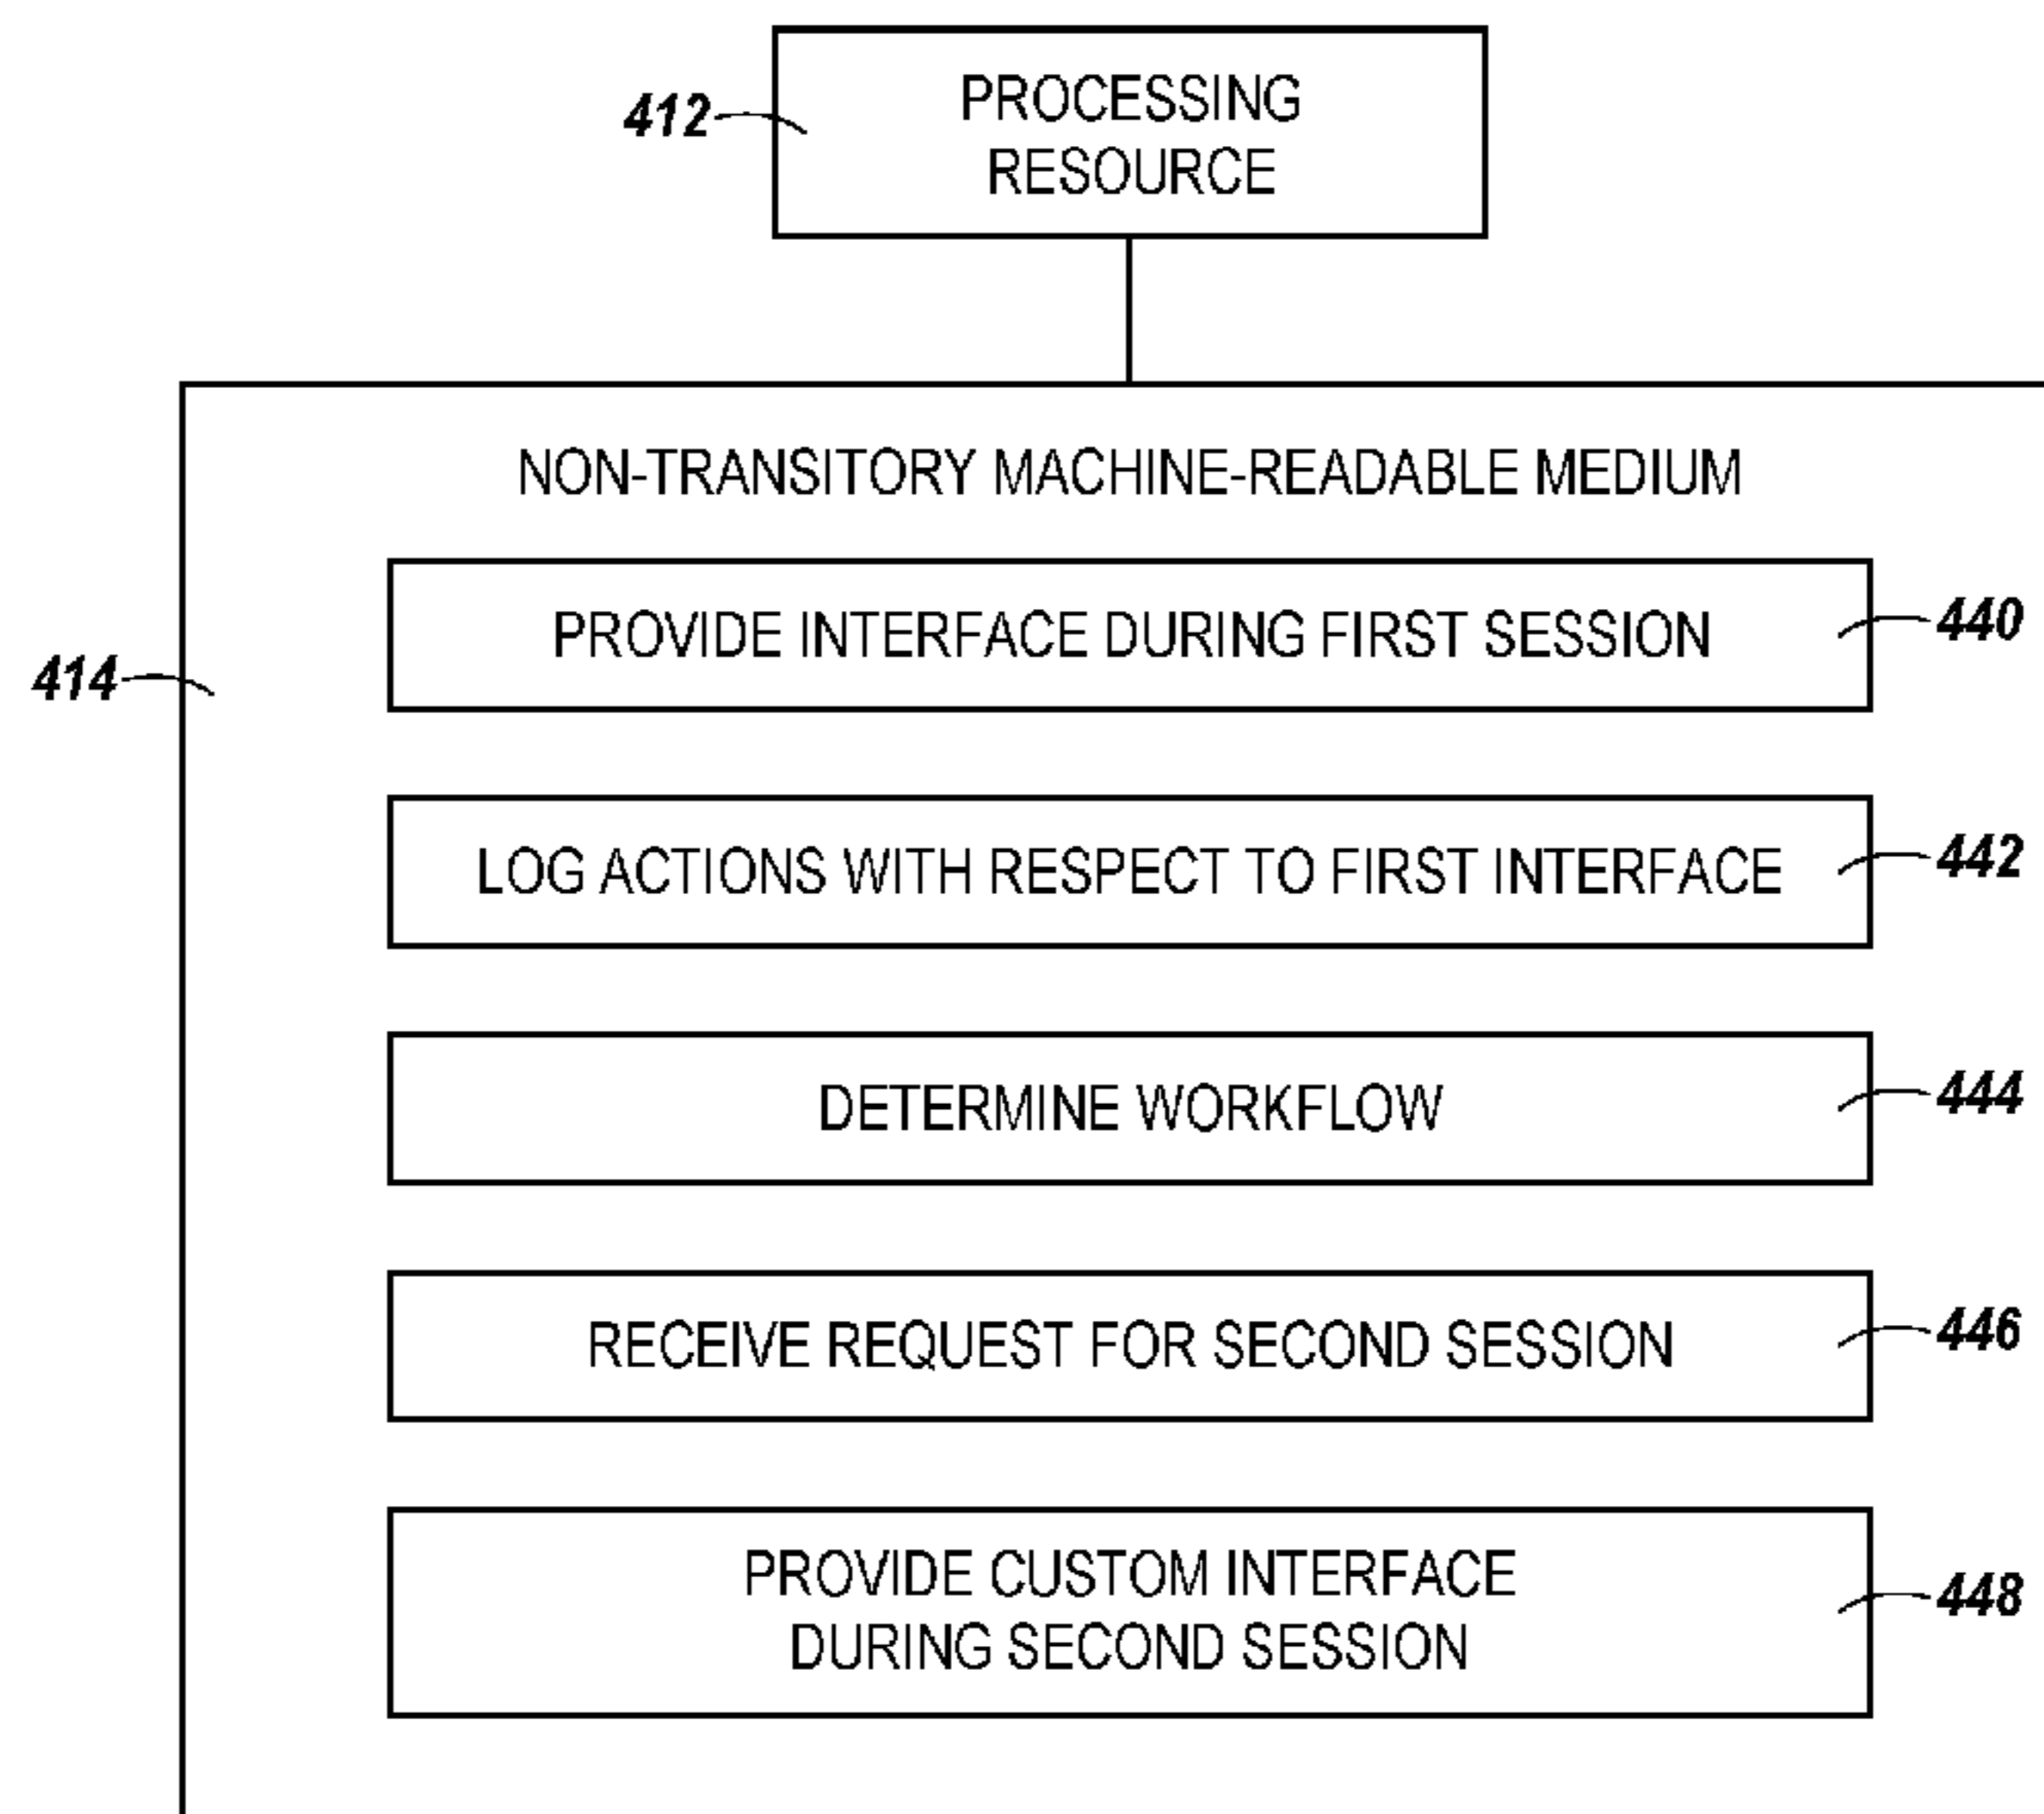 PROCESSING
RESOURCE
412
NON-TRANSITORY MACHINE-READABLE MEDIUM
PROVIDE INTERFACE DURING FIRST SESSION
440
414
LOG ACTIONS WITH RESPECT TO FIRST INTERFACE
442
DETERMINE WORKFLOW
444
RECEIVE REQUEST FOR SECOND SESSION
446
PROVIDE CUSTOM INTERFACE
DURING SECOND SESSION
448